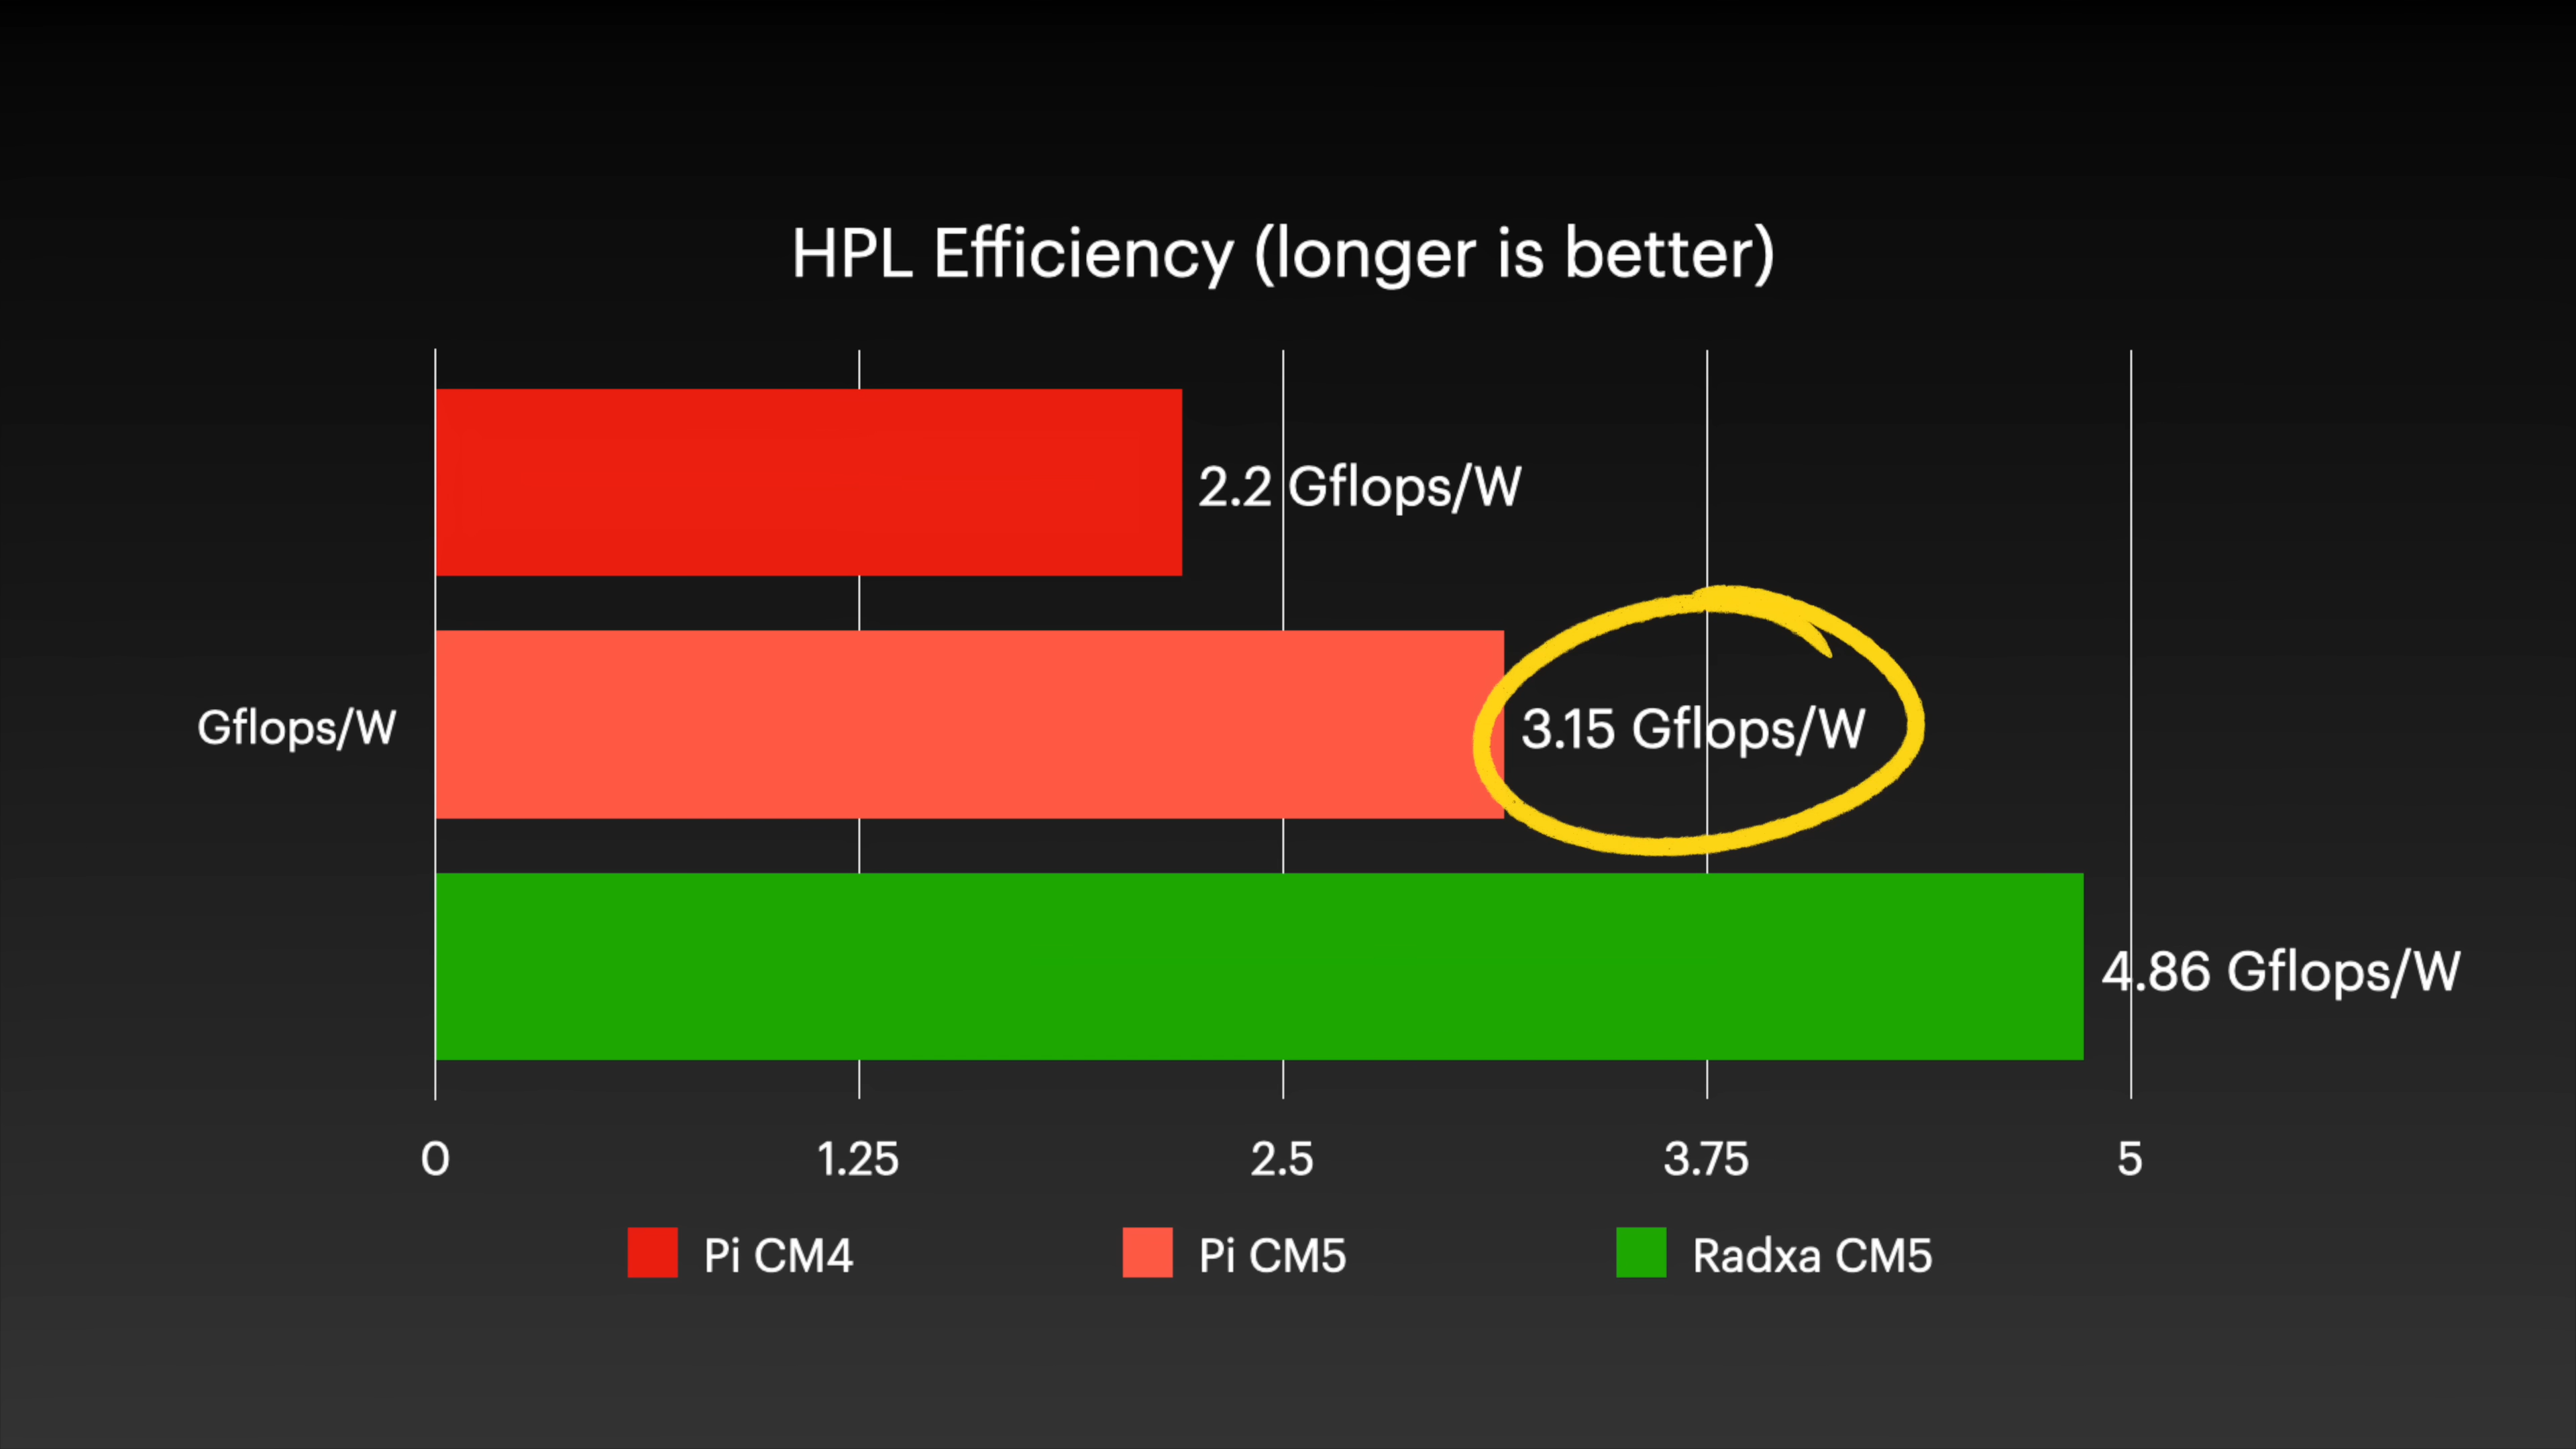 HPL Efficiency (longer is better)
2.2 Gflops/W
Gflops/W
3.15 Gflops/W
4.86 Gflops/W
0 1.25 2.5 3.75 5
Pi CM4 Pi CM5 Radxa CM5